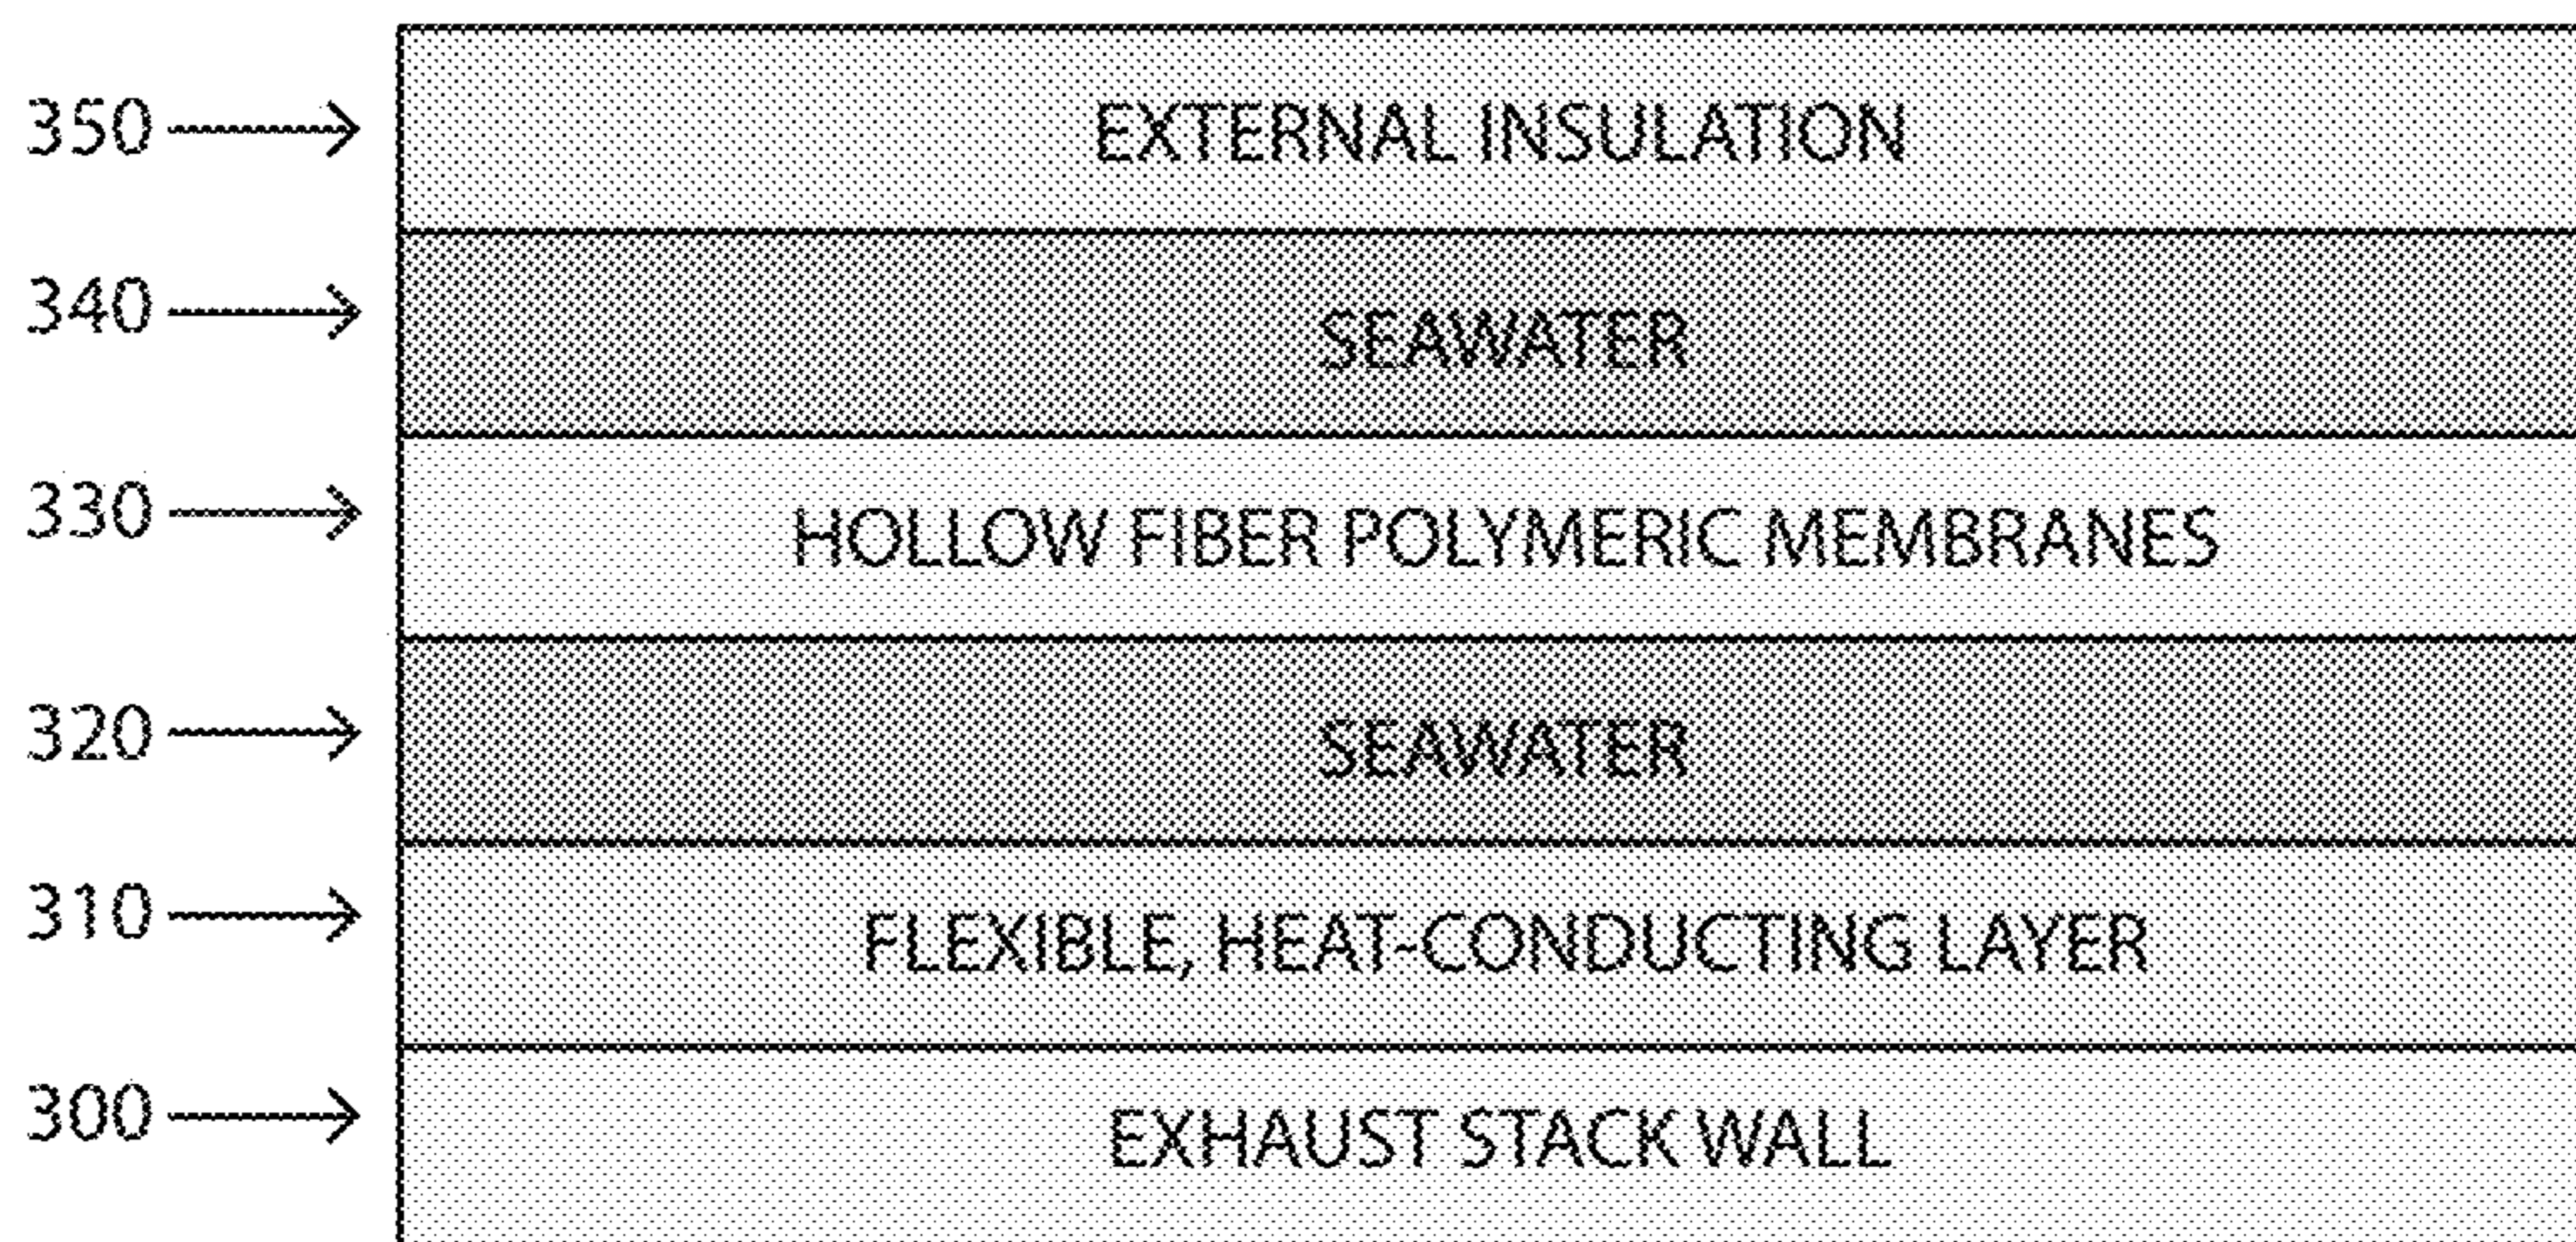 350 EXTERNAL INSULATION
340 SEAWATER
330 HOLLOW FIBER POLYMERIC MEMBRANES
320 SEAWATER
310 FLEXIBLE, HEAT-CONDUCTING LAYER
300 EXHAUST STACK WALL